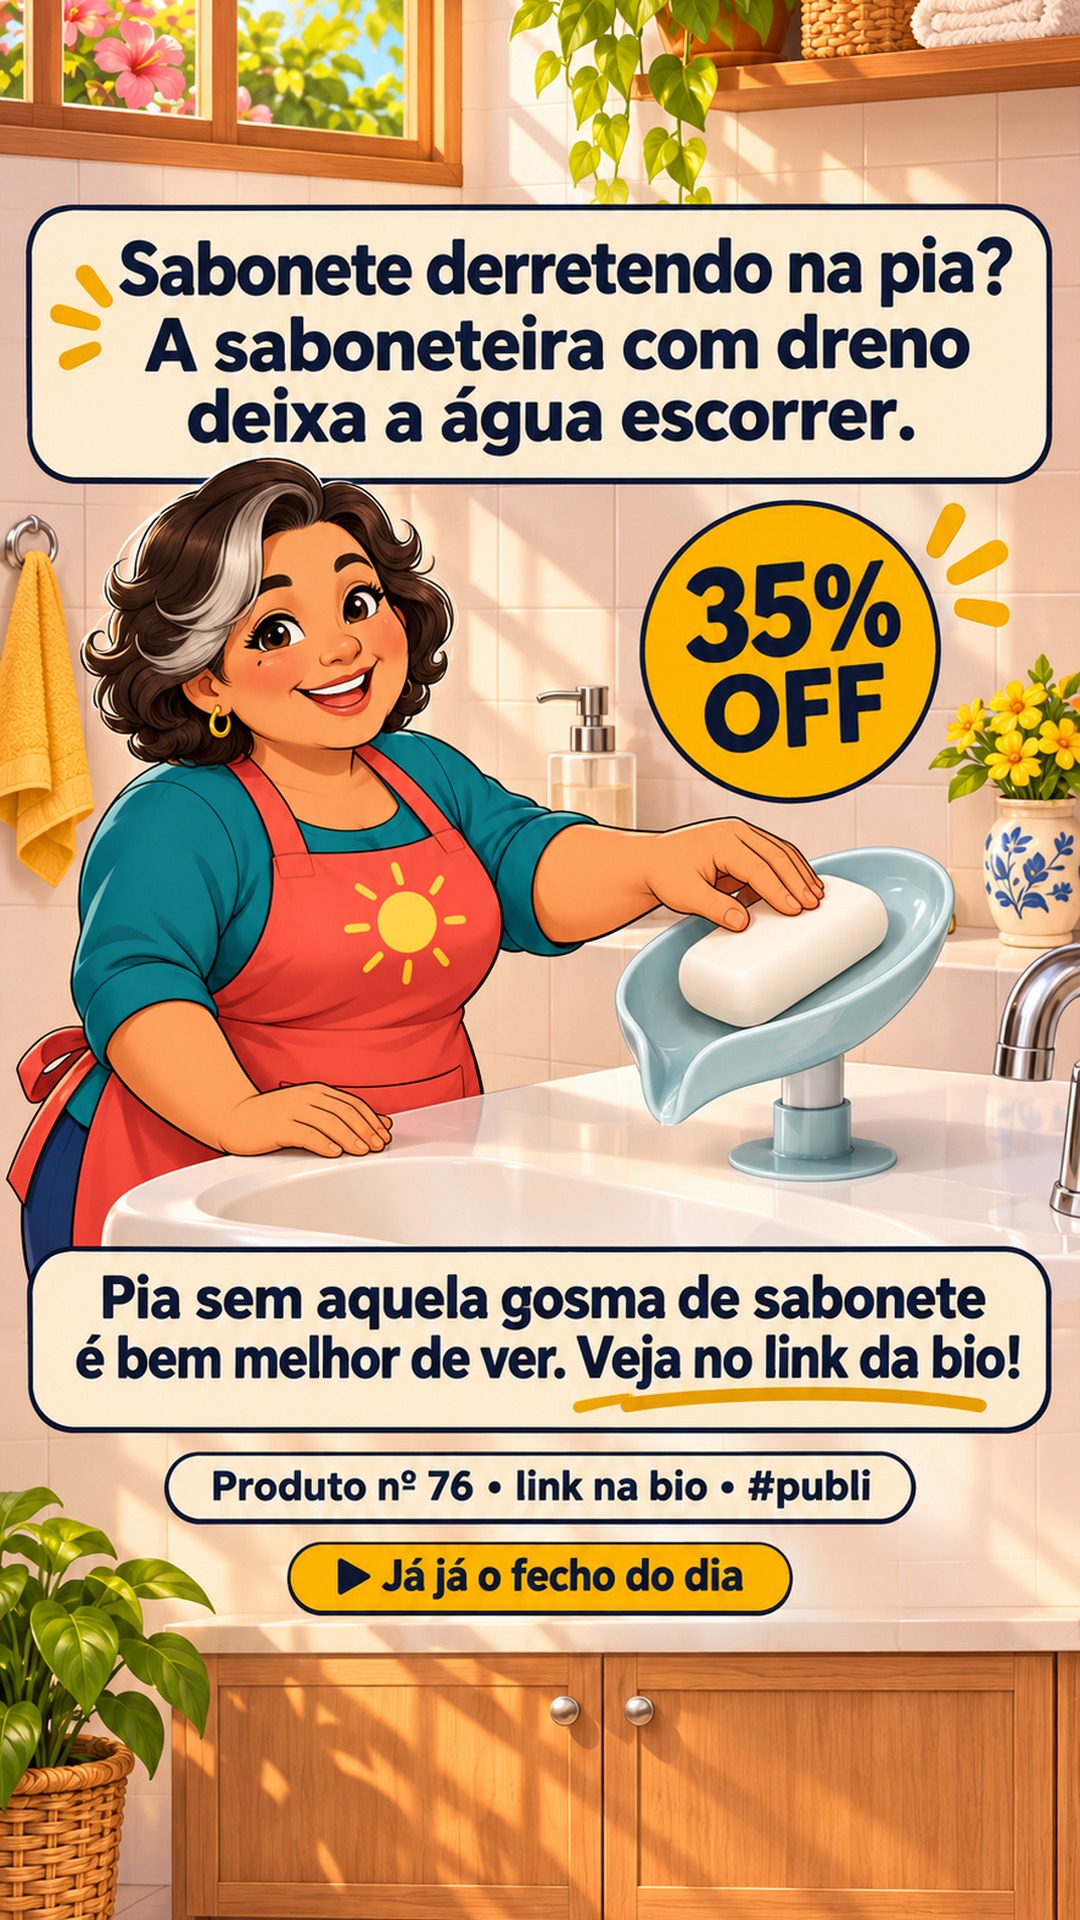 Sabonete derretendo na pia?
A saboneteira com dreno
deixa a água escorrer.
35%
OFF
Pia sem aquela gosma de sabonete
é bem melhor de ver. Veja no link da bio!
Produto nº 76 • link na bio • #publi
▶ Já já o fecho do dia